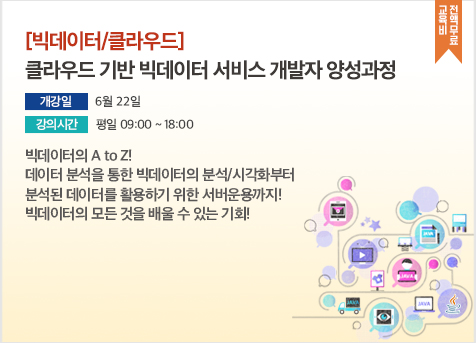 교육비
전액무료
[빅데이터/클라우드]
클라우드 기반 빅데이터 서비스 개발자 양성과정
개강일 6월 22일
강의시간 평일 09:00 ~ 18:00
빅데이터의 A to Z!
데이터 분석을 통한 빅데이터의 분석/시각화부터
분석된 데이터를 활용하기 위한 서버운용까지!
빅데이터의 모든 것을 배울 수 있는 기회!
JAVA
JAVA
JAVA
JAVA